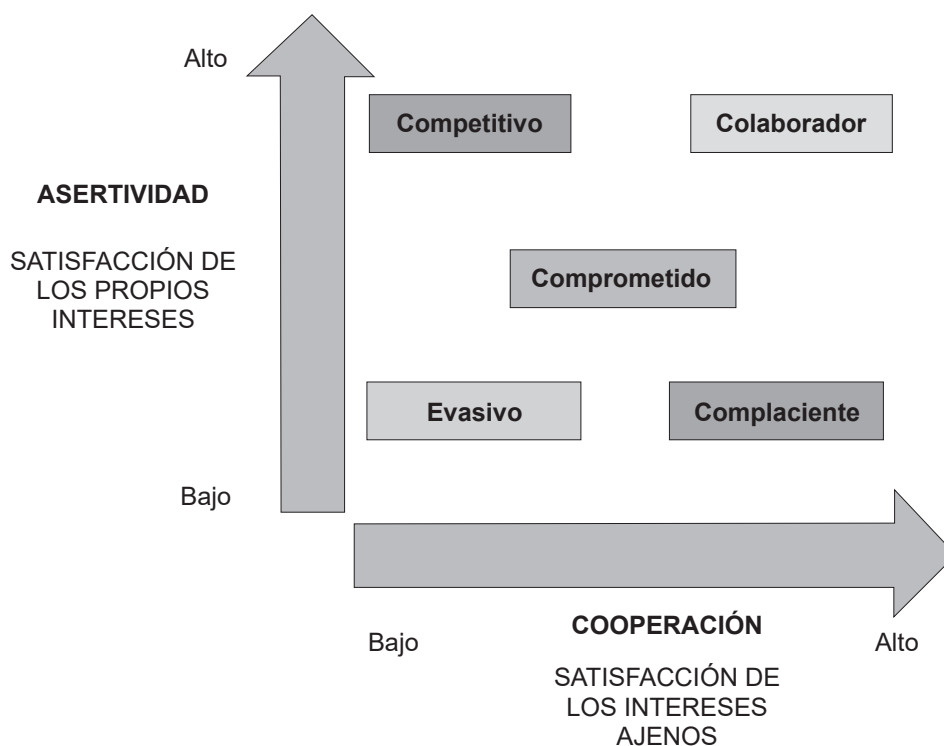 Alto
Competitivo
Colaborador
ASERTIVIDAD
SATISFACCIÓN DE
LOS PROPIOS
INTERESES
Comprometido
Evasivo
Complaciente
Bajo
COOPERACIÓN
Bajo
Alto
SATISFACCIÓN DE
LOS INTERESES
AJENOS